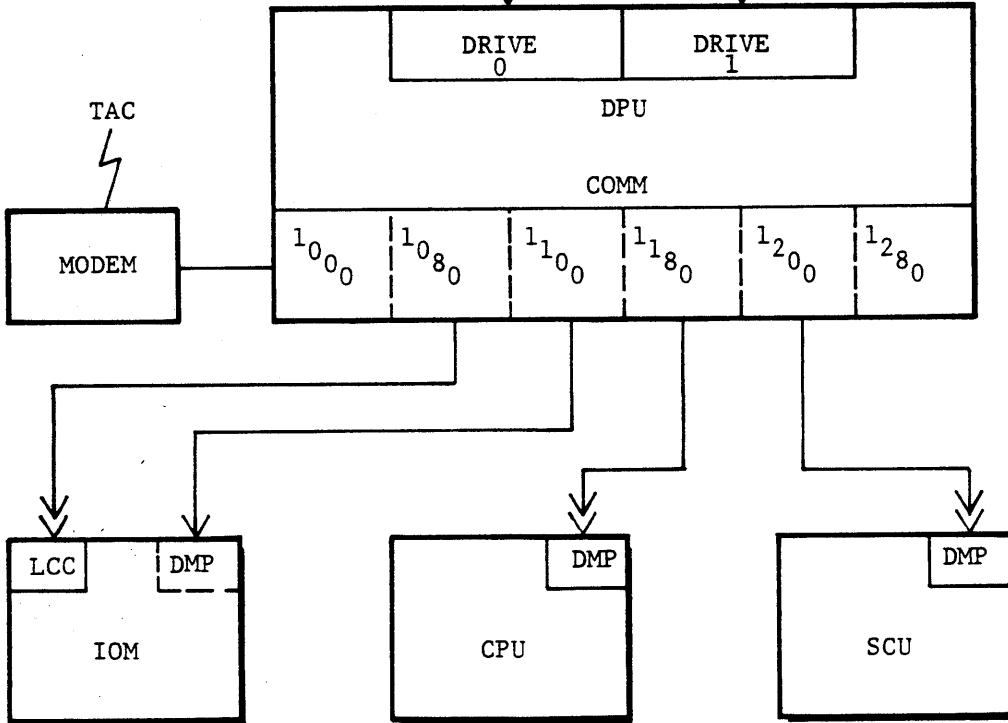 DRIVE
0
DRIVE
1
DPU
TAC
COMM
MODEM
1000
1080
1100
1180
1200
1280
LCC
DMP
IOM
DMP
CPU
DMP
SCU